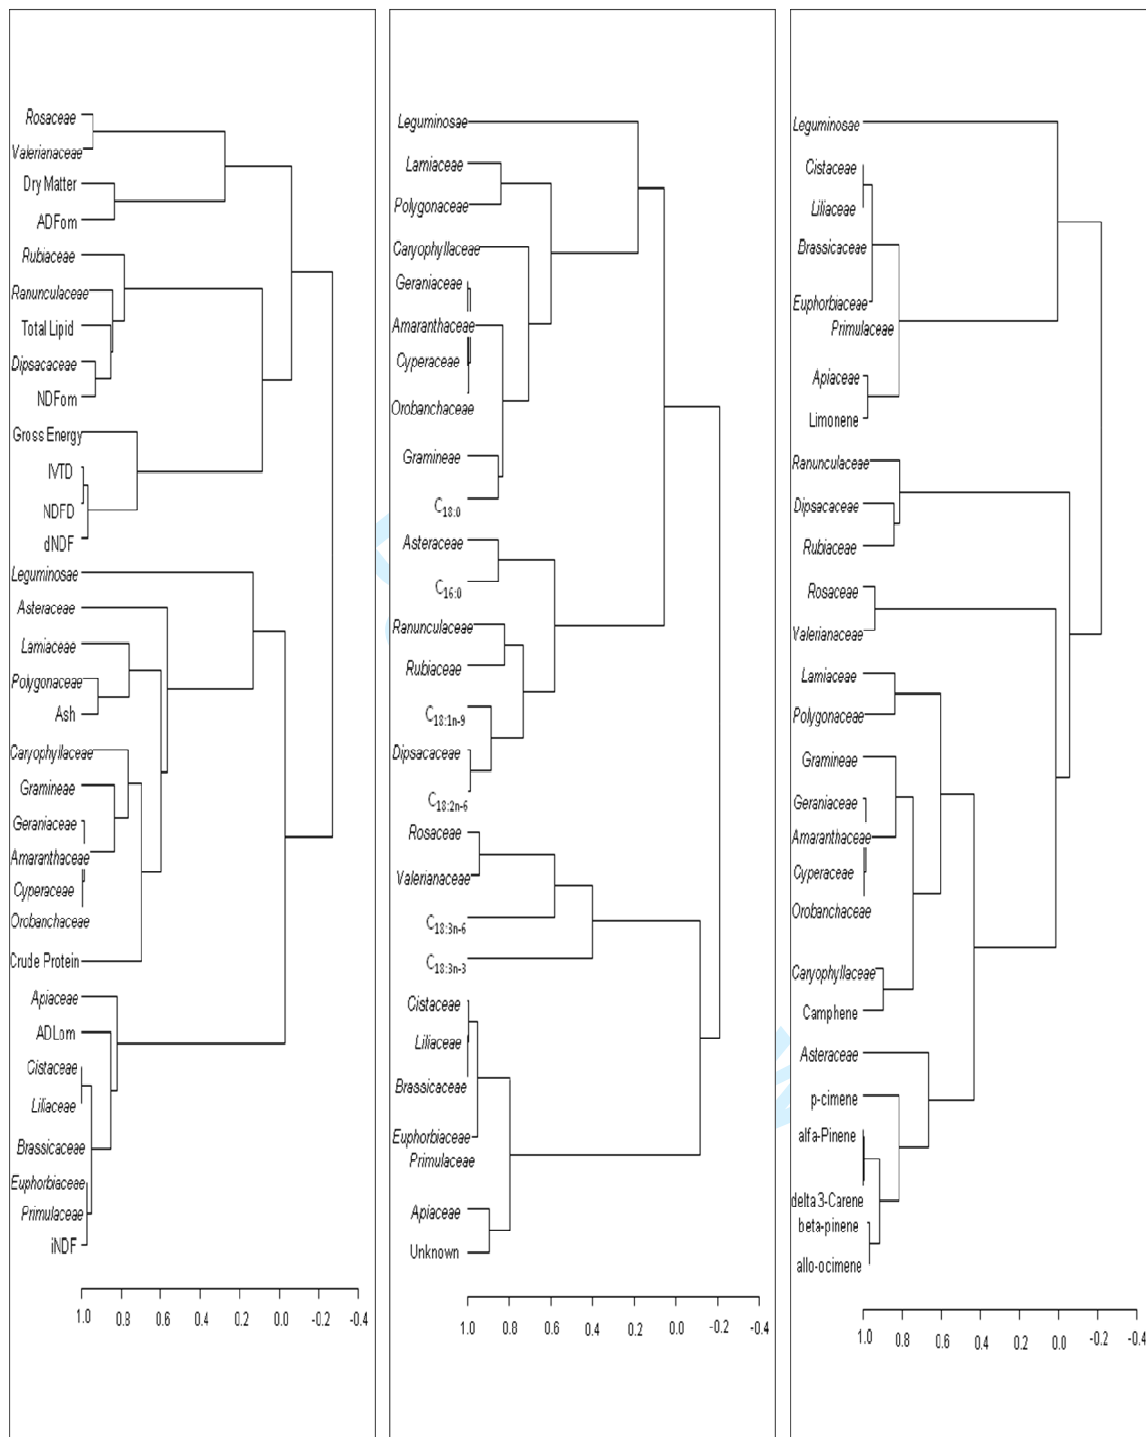 Rosaceae
Valerianaceae
Dry Matter
ADFom
Rubiaceae
Ranunculaceae
Total Lipid
Dipsacaceae
NDFom
Gross Energy
IVTD
NDFD
dNDF
Leguminosae
Asteraceae
Lamiaceae
Polygonaceae
Ash
Caryophyllaceae
Gramineae
Geraniaceae
Amaranthaceae
Cyperaceae
Orobanchaceae
Crude Protein
Apiaceae
ADLom
Cistaceae
Liliaceae
Brassicaceae
Euphorbiaceae
Primulaceae
iNDF
1.0 0.8 0.6 0.4 0.2 0.0 -0.2 -0.4
Leguminosae
Lamiaceae
Polygonaceae
Caryophyllaceae
Geraniaceae
Amaranthaceae
Cyperaceae
Orobanchaceae
Gramineae
C18:0
Asteraceae
C16:0
Ranunculaceae
Rubiaceae
C18:1n-9
Dipsacaceae
C18:2n-6
Rosaceae
Valerianaceae
C18:3n-6
C18:3n-3
Cistaceae
Liliaceae
Brassicaceae
Euphorbiaceae
Primulaceae
Apiaceae
Unknown
1.0 0.8 0.6 0.4 0.2 0.0 -0.2 -0.4
Leguminosae
Cistaceae
Liliaceae
Brassicaceae
Euphorbiaceae
Primulaceae
Apiaceae
Limonene
Ranunculaceae
Dipsacaceae
Rubiaceae
Rosaceae
Valerianaceae
Lamiaceae
Polygonaceae
Gramineae
Geraniaceae
Amaranthaceae
Cyperaceae
Orobanchaceae
Caryophyllaceae
Camphene
Asteraceae
p-cimene
alfa-Pinene
delta 3-Carene
beta-pinene
allo-ocimene
1.0 0.8 0.6 0.4 0.2 0.0 -0.2 -0.4